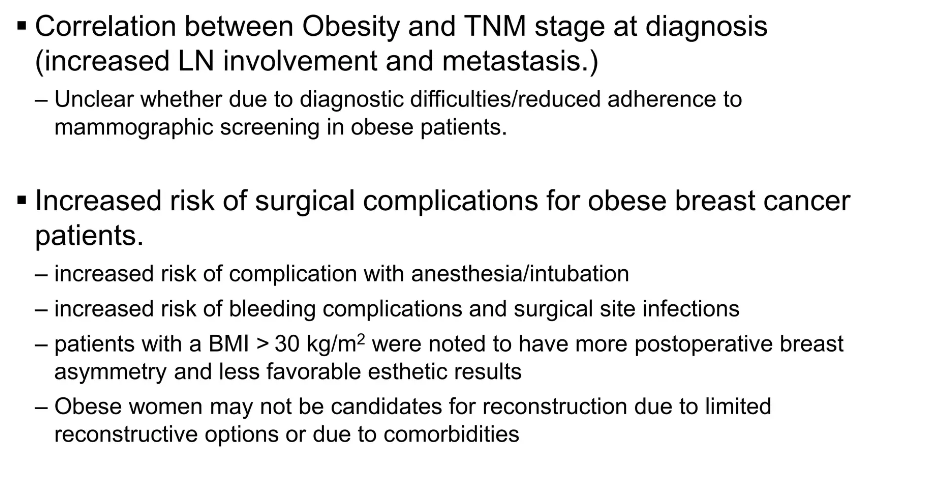 ▪ Correlation between Obesity and TNM stage at diagnosis
(increased LN involvement and metastasis.)
– Unclear whether due to diagnostic difficulties/reduced adherence to
mammographic screening in obese patients.
▪ Increased risk of surgical complications for obese breast cancer
patients.
– increased risk of complication with anesthesia/intubation
– increased risk of bleeding complications and surgical site infections
– patients with a BMI > 30 kg/m² were noted to have more postoperative breast
asymmetry and less favorable esthetic results
– Obese women may not be candidates for reconstruction due to limited
reconstructive options or due to comorbidities